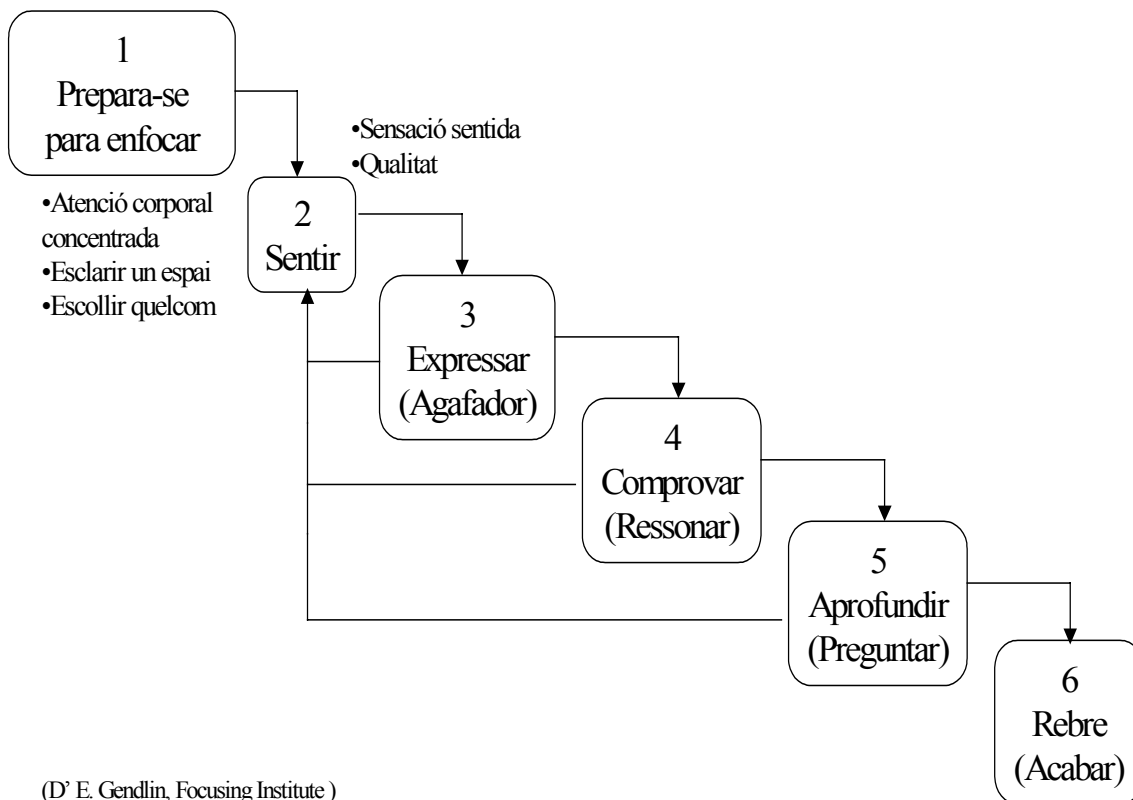 1
Prepara-se
para enfocar
•Sensació sentida
•Qualitat
•Atenció corporal
concentrada
•Esclarir un espai
•Escollir quelcom
2
Sentir
3
Expressar
(Agafador)
4
Comprovar
(Ressonar)
5
Aprofundir
(Preguntar)
6
Rebre
(Acabar)
(D’ E. Gendlin, Focusing Institute )